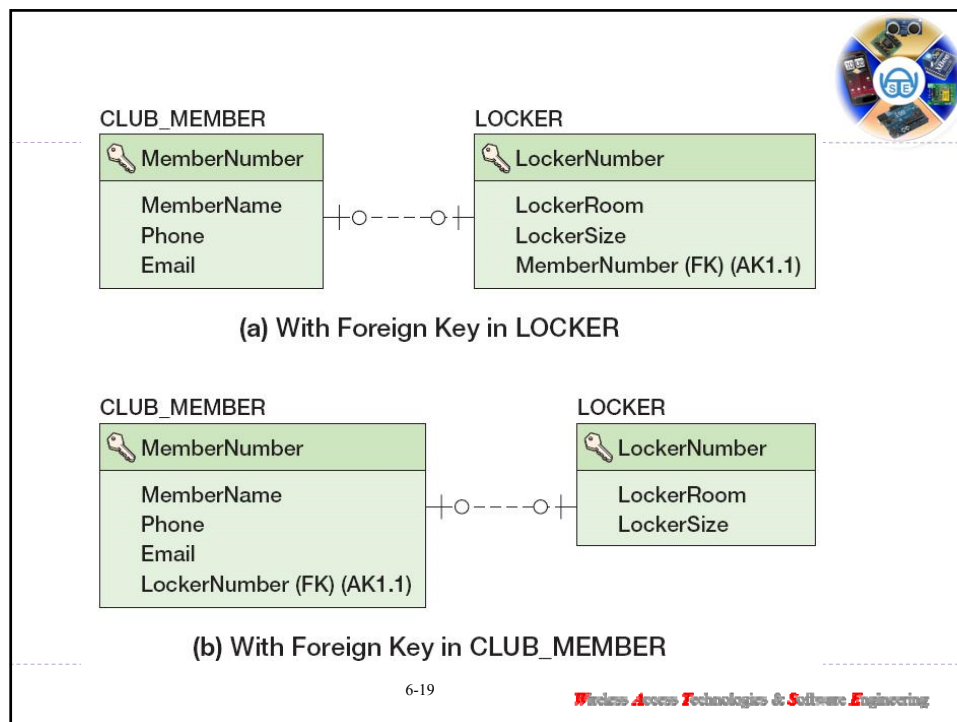 CLUB_MEMBER
MemberNumber
MemberName
Phone
Email
LOCKER
LockerNumber
LockerRoom
LockerSize
MemberNumber (FK) (AK1.1)
(a) With Foreign Key in LOCKER
CLUB_MEMBER
MemberNumber
MemberName
Phone
Email
LockerNumber (FK) (AK1.1)
LOCKER
LockerNumber
LockerRoom
LockerSize
(b) With Foreign Key in CLUB_MEMBER
6-19
Wireless Access Technologies & Software Engineering